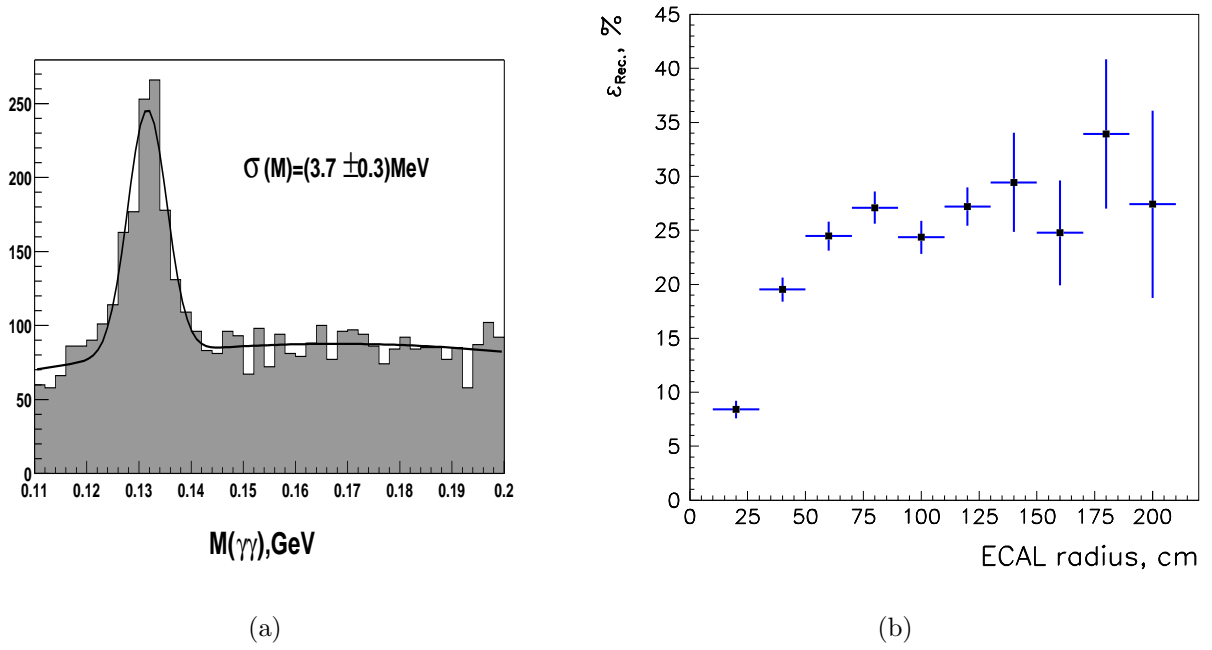 250
200
150
100
50
0
0.11 0.12 0.13 0.14 0.15 0.16 0.17 0.18 0.19 0.2
σ(M)=(3.7 ±0.3)MeV
M(γγ),GeV
(a)
εRec., %
45
40
35
30
25
20
15
10
5
0
0 25 50 75 100 125 150 175 200
ECAL radius, cm
(b)